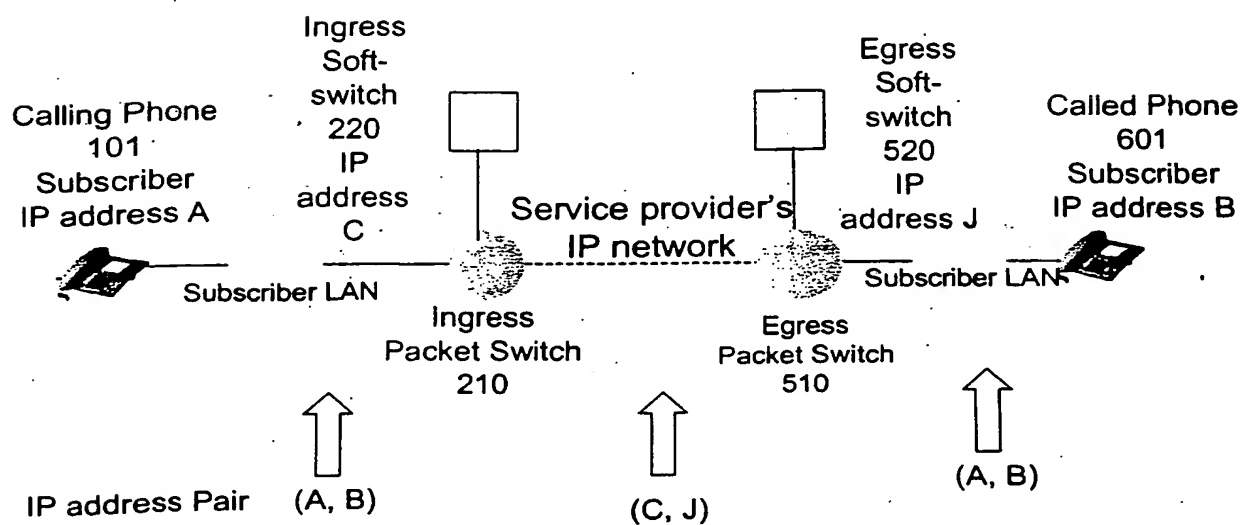 Calling Phone
101
Subscriber
IP address A
Ingress
Soft-
switch
220
IP
address
C
Egress
Soft-
switch
520
IP
address J
Called Phone
601
Subscriber
IP address B
Service provider's
IP network
Subscriber LAN
Subscriber LAN
Ingress
Packet Switch
210
Egress
Packet Switch
510
IP address Pair
(A, B)
(C, J)
(A, B)